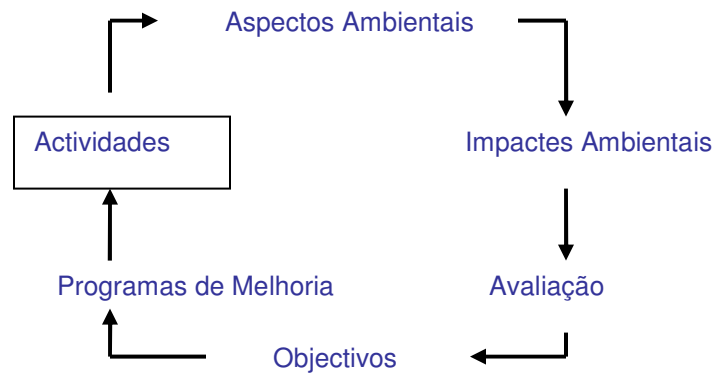 Aspectos Ambientais
Actividades
Impactes Ambientais
Programas de Melhoria
Avaliação
Objectivos